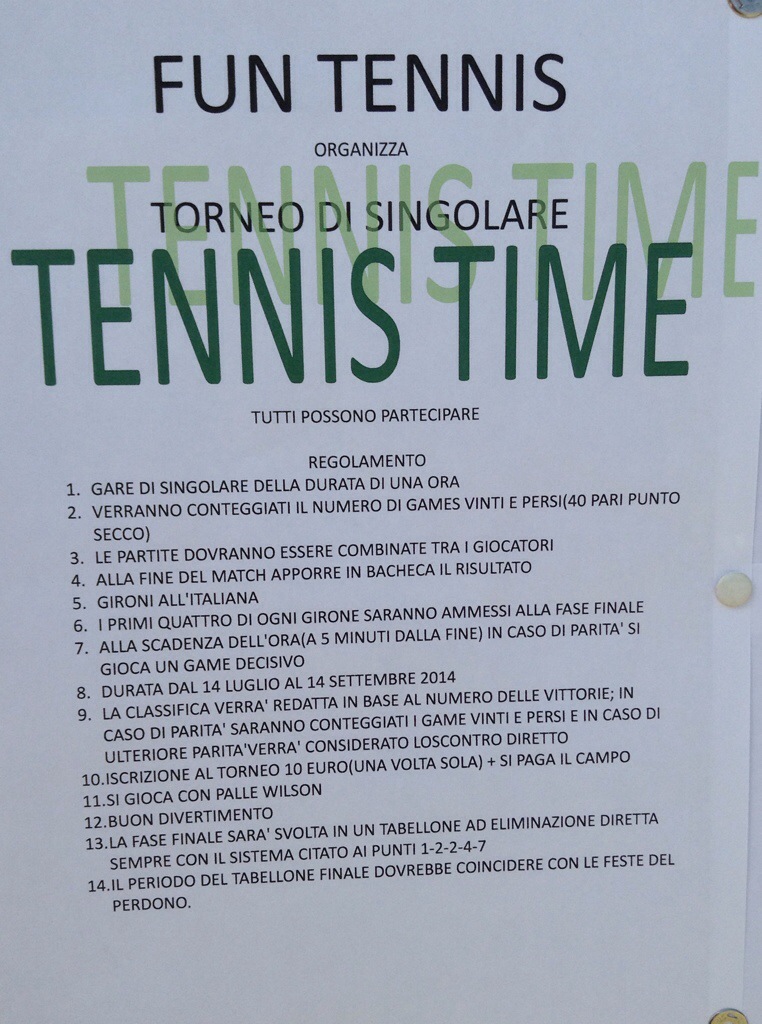 FUN TENNIS
ORGANIZZA
TENNIS TIME
TORNEO DI SINGOLARE
TENNIS TIME
TUTTI POSSONO PARTECIPARE
REGOLAMENTO
1. GARE DI SINGOLARE DELLA DURATA DI UNA ORA
2. VERRANNO CONTEGGIATI IL NUMERO DI GAMES VINTI E PERSI(40 PARI PUNTO
SECCO)
3. LE PARTITE DOVRANNO ESSERE COMBINATE TRA I GIOCATORI
4. ALLA FINE DEL MATCH APPORRE IN BACHECA IL RISULTATO
5. GIRONI ALL'ITALIANA
6. I PRIMI QUATTRO DI OGNI GIRONE SARANNO AMMESSI ALLA FASE FINALE
7. ALLA SCADENZA DELL'ORA(A 5 MINUTI DALLA FINE) IN CASO DI PARITA' SI
GIOCA UN GAME DECISIVO
8. DURATA DAL 14 LUGLIO AL 14 SETTEMBRE 2014
9. LA CLASSIFICA VERRA' REDATTA IN BASE AL NUMERO DELLE VITTORIE; IN
CASO DI PARITA' SARANNO CONTEGGIATI I GAME VINTI E PERSI E IN CASO DI
ULTERIORE PARITA'VERRA' CONSIDERATO LOSCONTRO DIRETTO
10.ISCRIZIONE AL TORNEO 10 EURO(UNA VOLTA SOLA) + SI PAGA IL CAMPO
11.SI GIOCA CON PALLE WILSON
12.BUON DIVERTIMENTO
13.LA FASE FINALE SARA' SVOLTA IN UN TABELLONE AD ELIMINAZIONE DIRETTA
SEMPRE CON IL SISTEMA CITATO AI PUNTI 1-2-2-4-7
14.IL PERIODO DEL TABELLONE FINALE DOVREBBE COINCIDERE CON LE FESTE DEL
PERDONO.